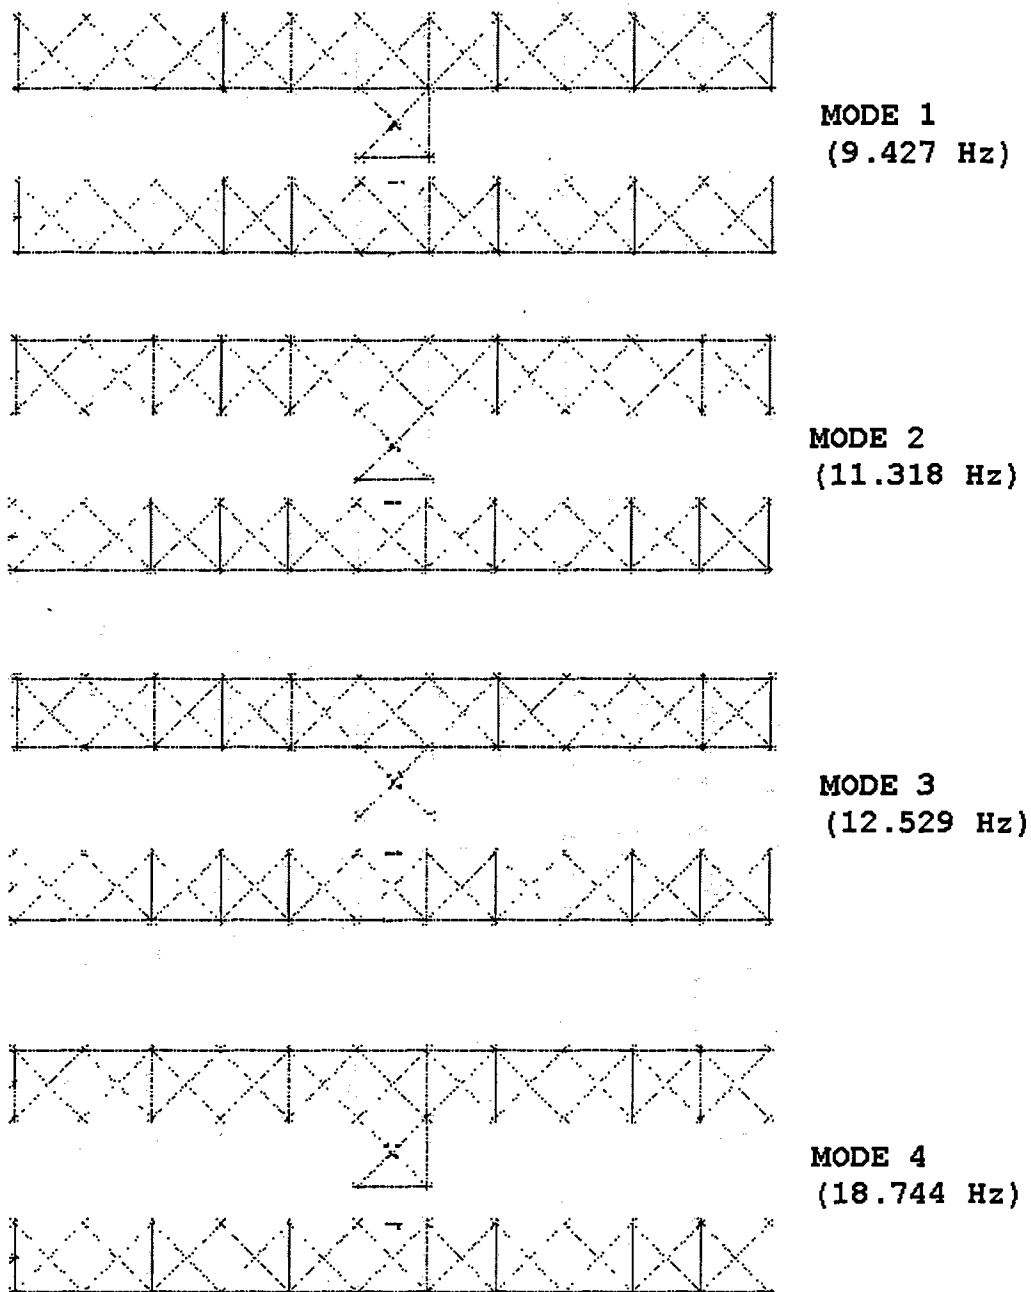 MODE 1
(9.427 Hz)
MODE 2
(11.318 Hz)
MODE 3
(12.529 Hz)
MODE 4
(18.744 Hz)